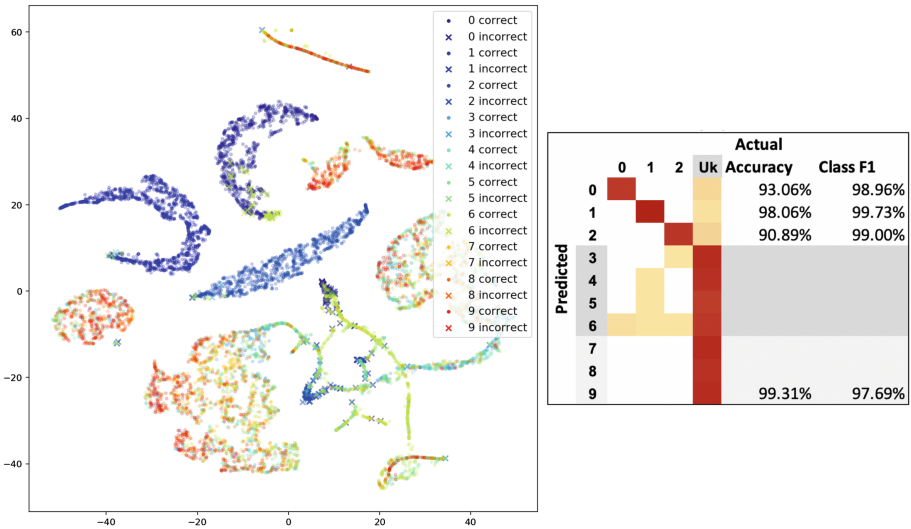 60
40
20
0
−20
−40
−40
−20
0
20
40
0 correct
0 incorrect
1 correct
1 incorrect
2 correct
2 incorrect
3 correct
3 incorrect
4 correct
4 incorrect
5 correct
5 incorrect
6 correct
6 incorrect
7 correct
7 incorrect
8 correct
8 incorrect
9 correct
9 incorrect
Actual
0 1 2 Uk Accuracy Class F1
Predicted
0 93.06% 98.96%
1 98.06% 99.73%
2 90.89% 99.00%
3
4
5
6
7
8
9 99.31% 97.69%